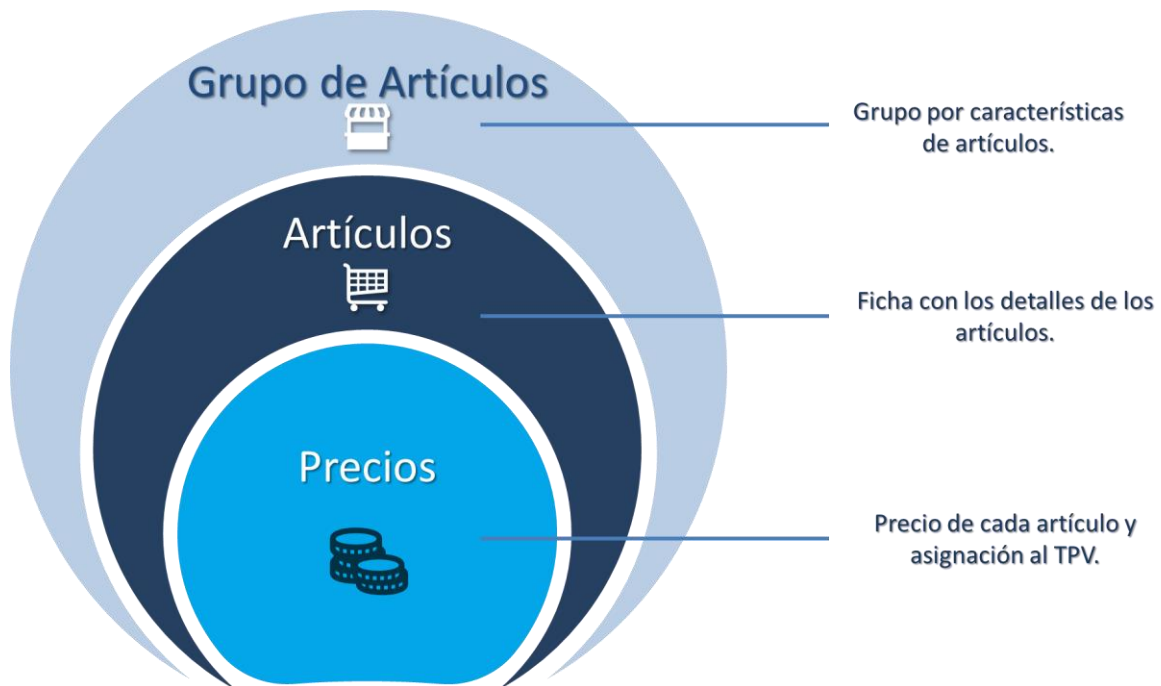 Grupo de Artículos
Grupo por características
de artículos.
Artículos
Ficha con los detalles de los
artículos.
Precios
Precio de cada artículo y
asignación al TPV.